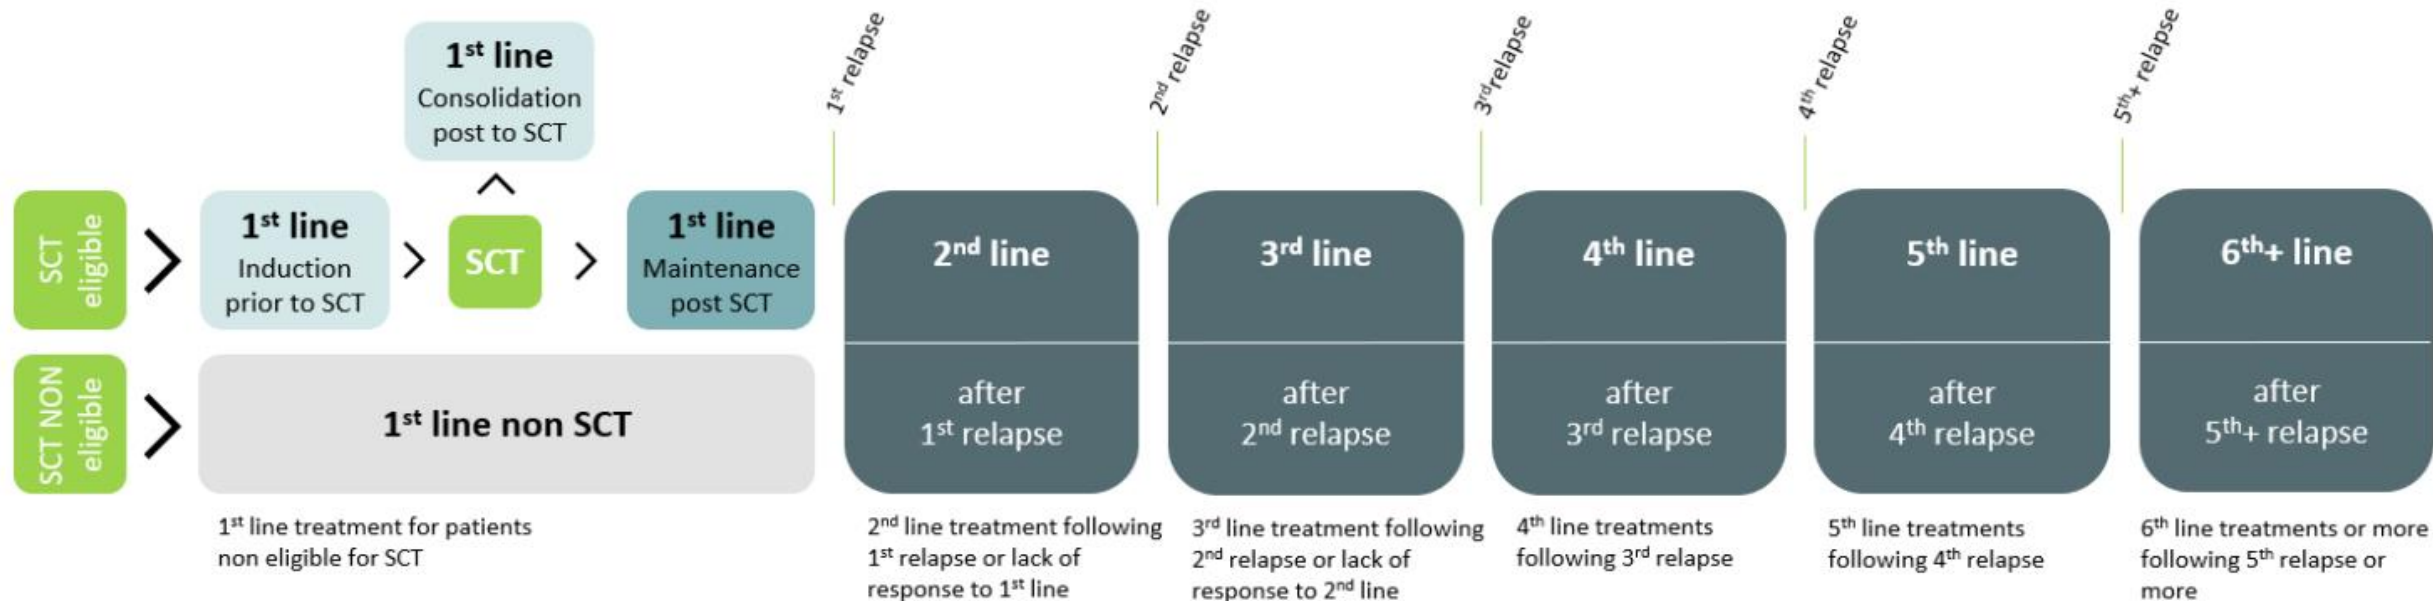 1st line
Consolidation
post to SCT
1st relapse
2nd relapse
3rd relapse
4th relapse
5th+ relapse
SCT
eligible
1st line
Induction
prior to SCT
SCT
1st line
Maintenance
post SCT
2nd line
3rd line
4th line
5th line
6th+ line
SCT NON
eligible
1st line non SCT
after
1st relapse
after
2nd relapse
after
3rd relapse
after
4th relapse
after
5th+ relapse
1st line treatment for patients
non eligible for SCT
2nd line treatment following
1st relapse or lack of
response to 1st line
3rd line treatment following
2nd relapse or lack of
response to 2nd line
4th line treatments
following 3rd relapse
5th line treatments
following 4th relapse
6th line treatments or more
following 5th relapse or
more